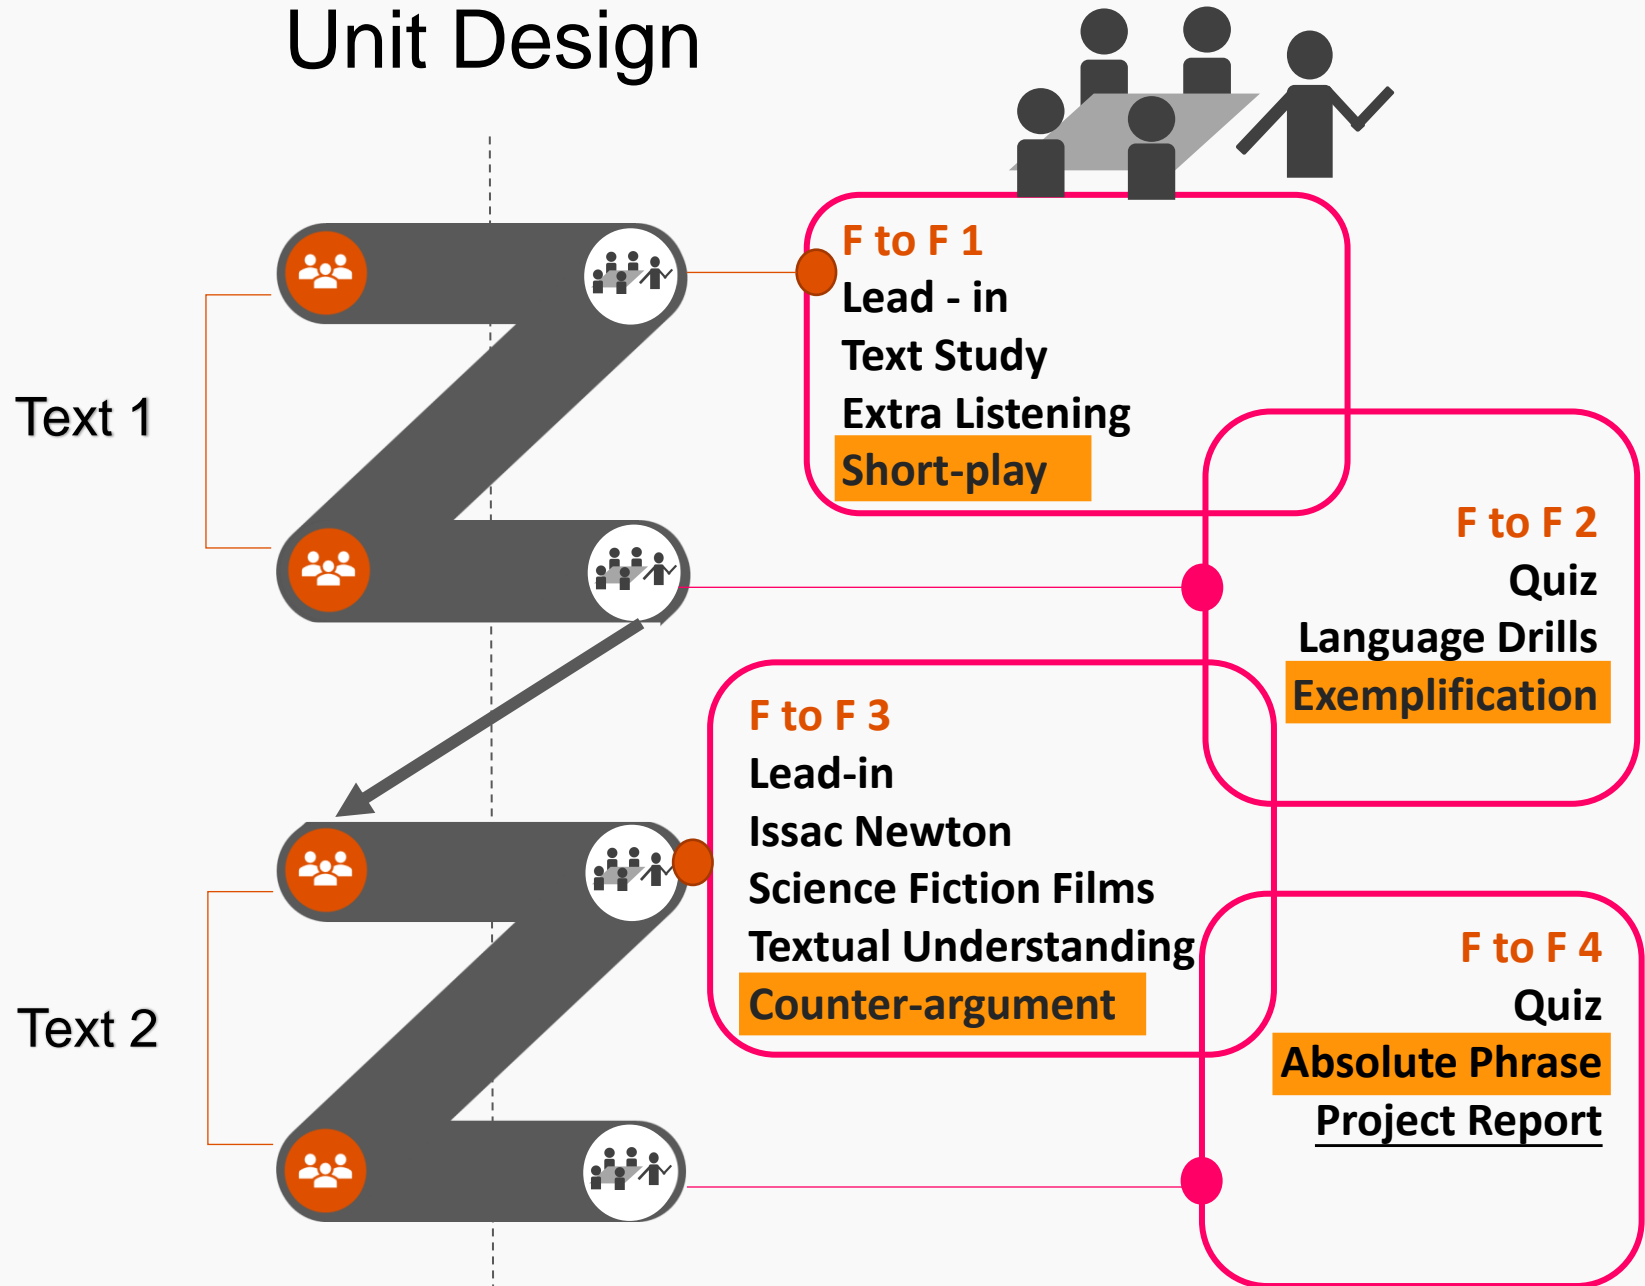 Unit Design
Text 1
F to F 1
Lead - in
Text Study
Extra Listening
Short-play
F to F 2
Quiz
Language Drills
Exemplification
Text 2
F to F 3
Lead-in
Issac Newton
Science Fiction Films
Textual Understanding
Counter-argument
F to F 4
Quiz
Absolute Phrase
Project Report